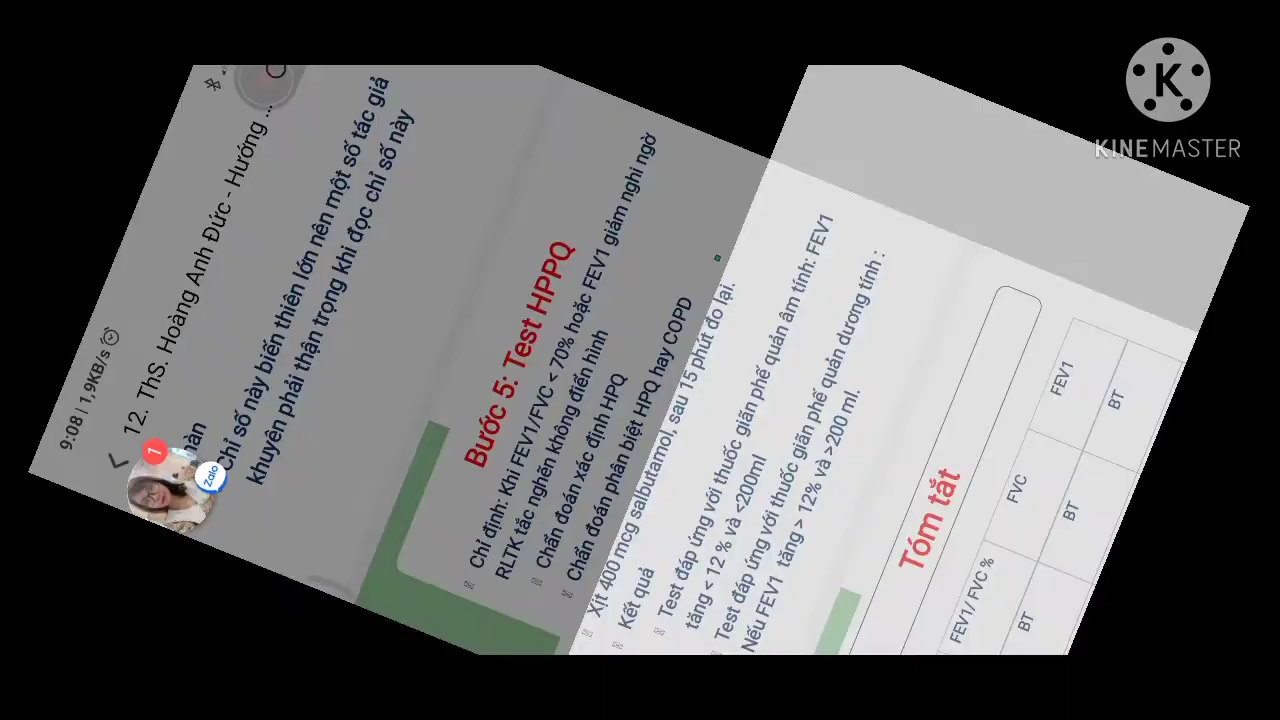 9:08 | 1,9KB/s
12. ThS. Hoàng Anh Đức - Hướng ...
Chỉ số này biến thiên lớn nên một số tác giả
khuyên phải thận trọng khi đọc chỉ số này
1
Zalo
Bước 5: Test HPPQ
Chỉ định: Khi FEV1/FVC < 70% hoặc FEV1 giảm nghi ngờ
RLTK tắc nghẽn không điển hình
Chẩn đoán xác định HPQ
Chẩn đoán phân biệt HPQ hay COPD
Xịt 400 mcg salbutamol, sau 15 phút đo lại.
Kết quả
Test đáp ứng với thuốc giãn phế quản âm tính: FEV1
tăng < 12 % và <200ml
Test đáp ứng với thuốc giãn phế quản dương tính :
Nếu FEV1 tăng > 12% và >200 ml.
Tóm tắt
FEV1/ FVC % FVC FEV1
BT BT BT
K
KINEMASTER